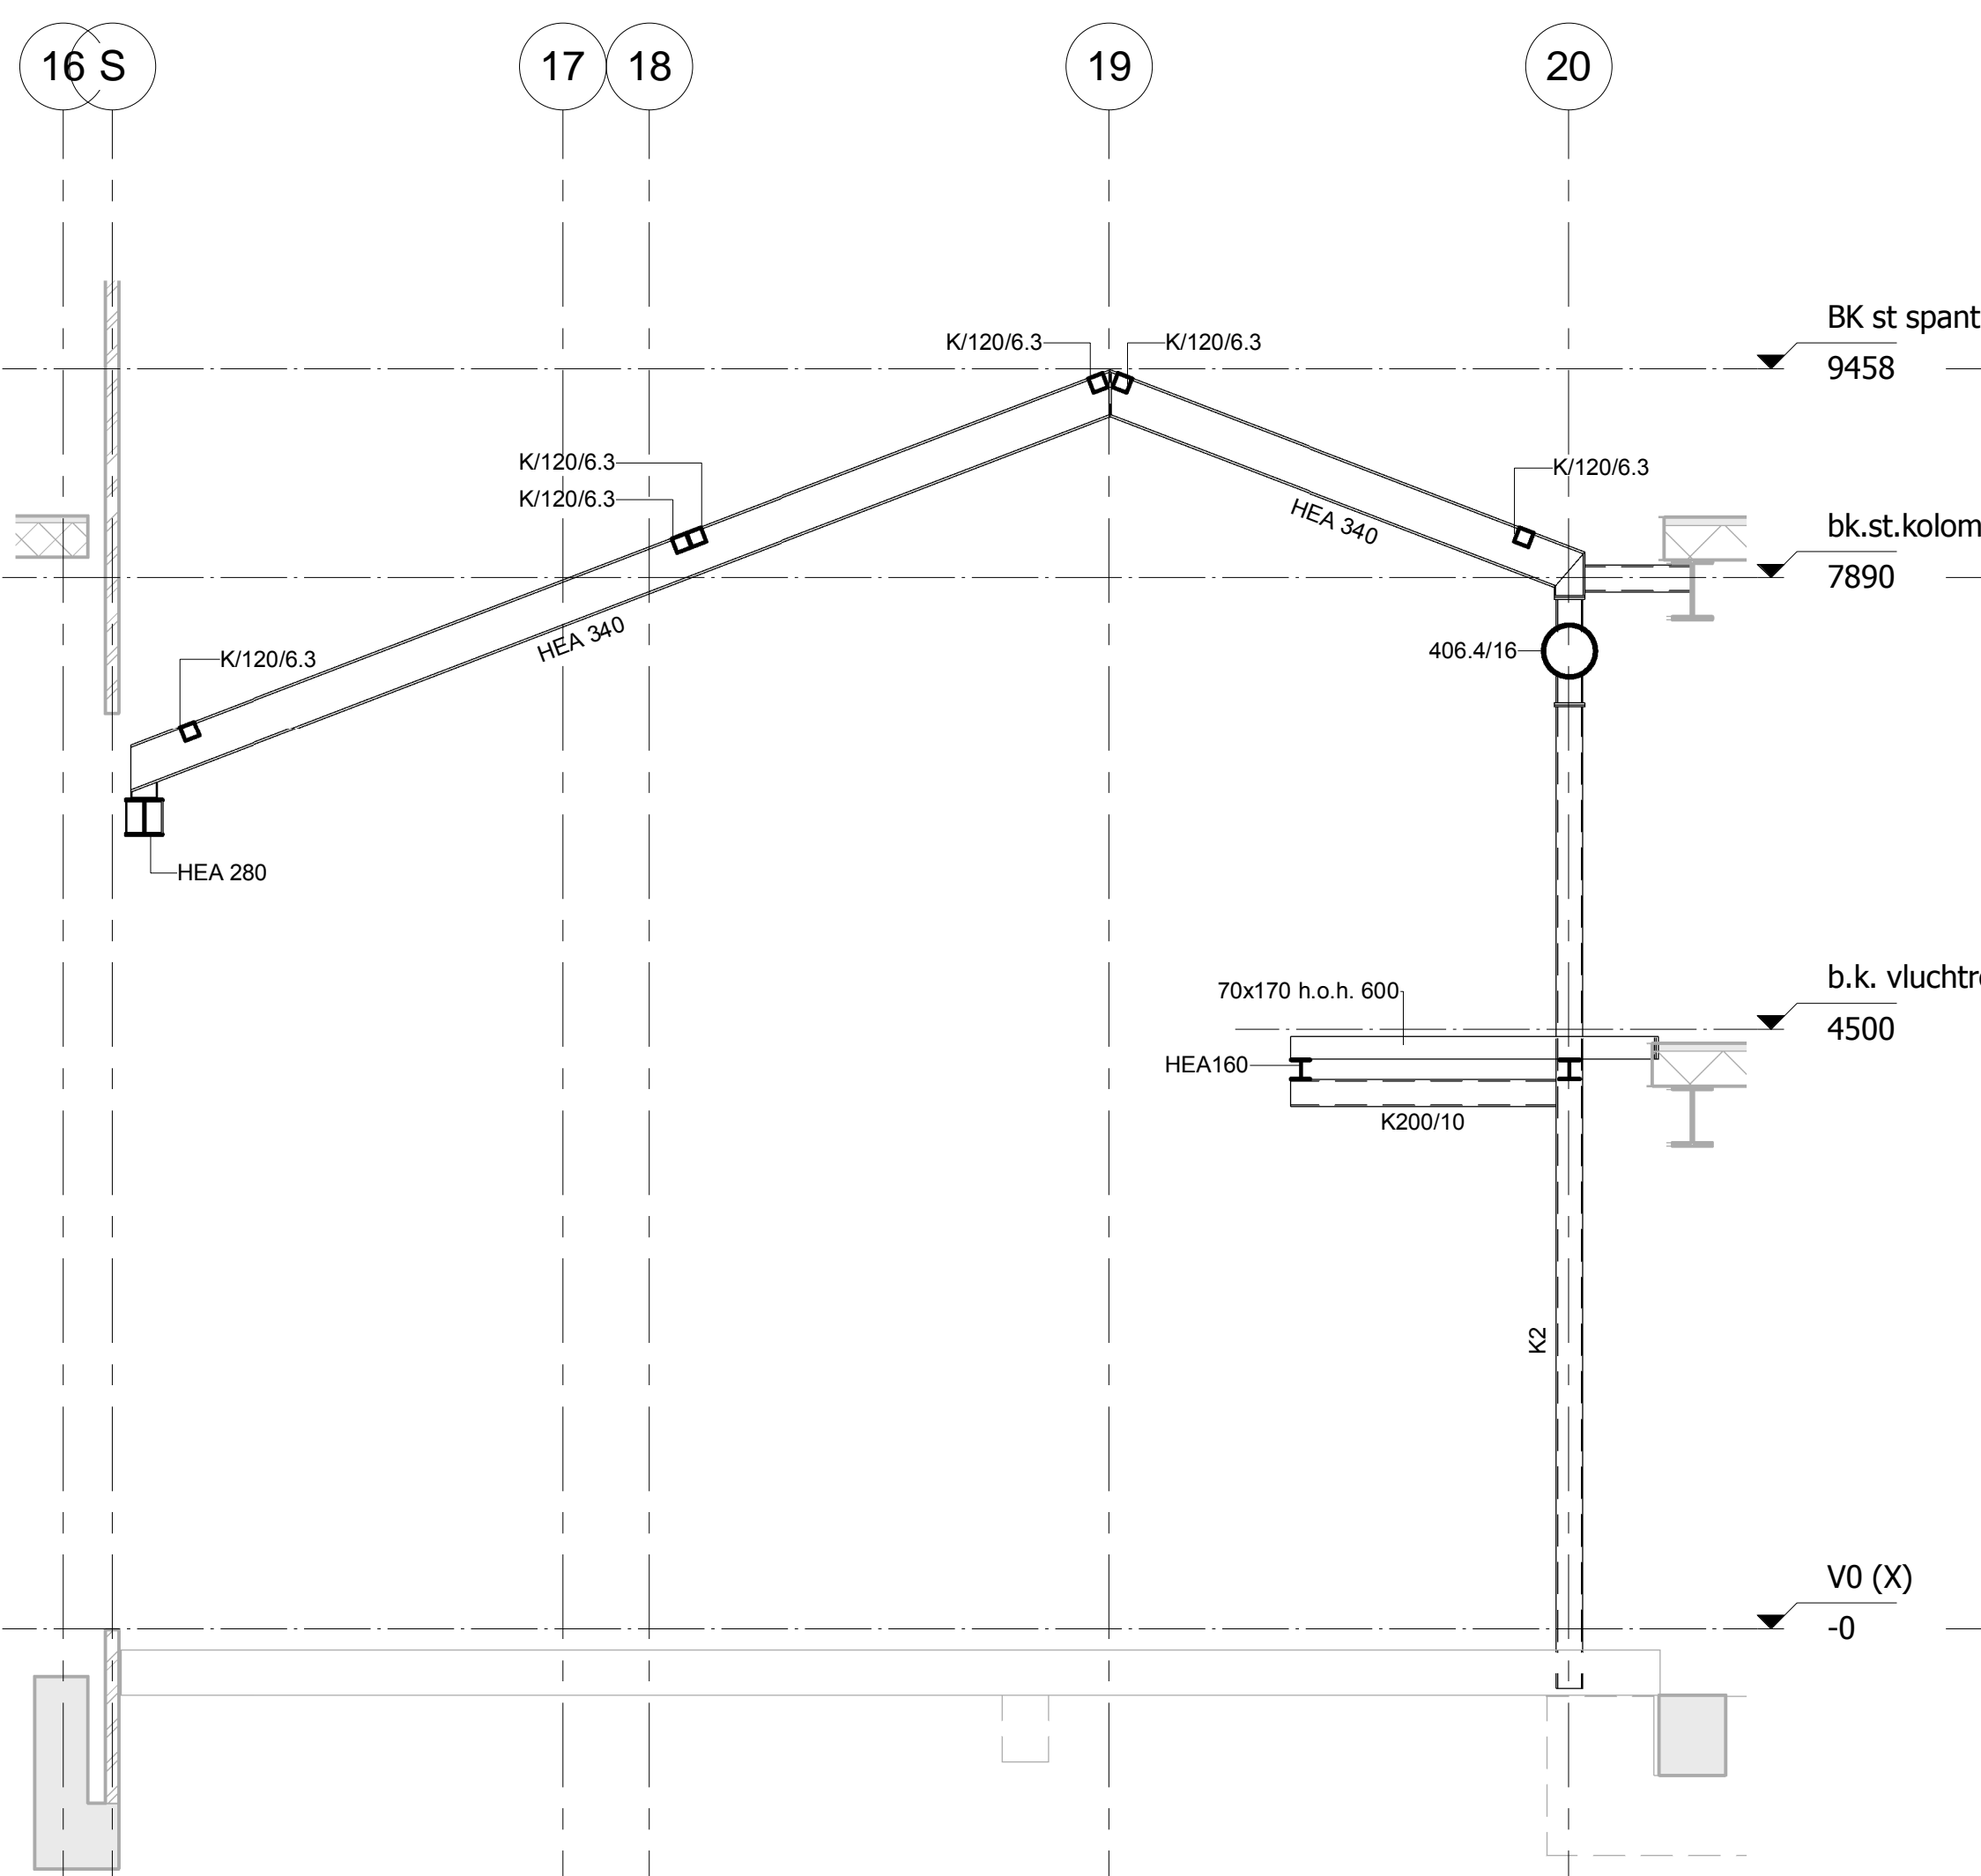 16 S 17 18 19 20
BK st spant
9458
K/120/6.3 K/120/6.3
K/120/6.3
K/120/6.3
K/120/6.3
HEA 340
bk.st.kolom
7890
HEA 340
406.4/16
K/120/6.3
HEA 280
b.k.
4500
70x170 h.o.h. 600
HEA160
K200/10
K2
V0 (X)
-0